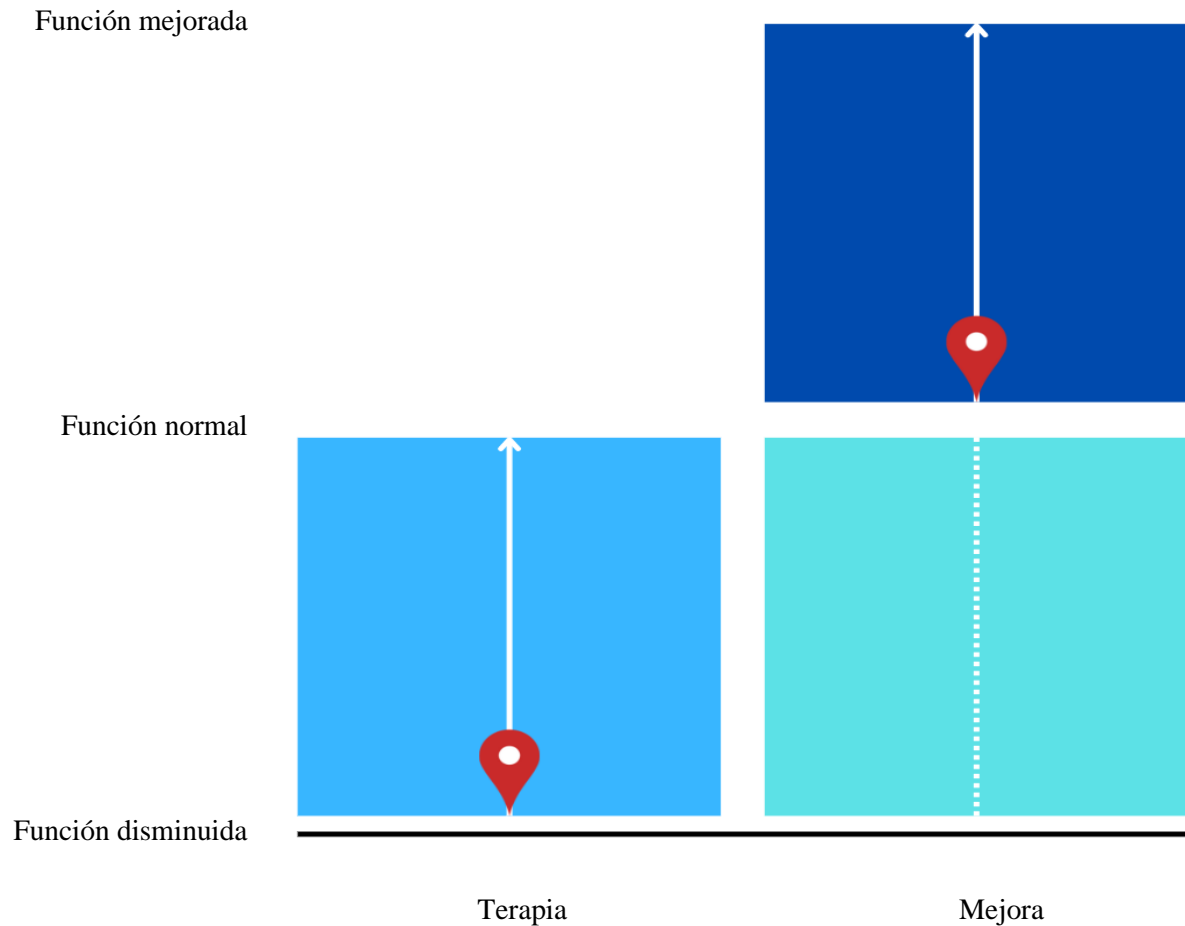 Función mejorada
Función normal
Función disminuida
Terapia
Mejora